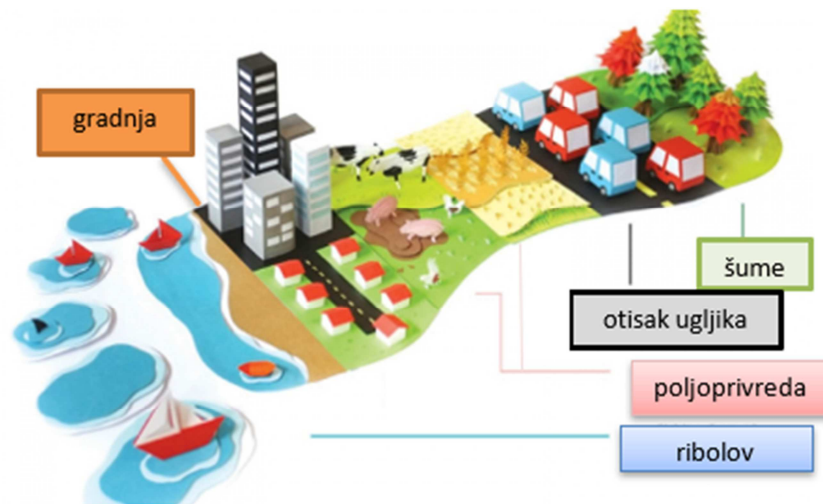 gradnja
šume
otisak ugljika
poljoprivreda
ribolov